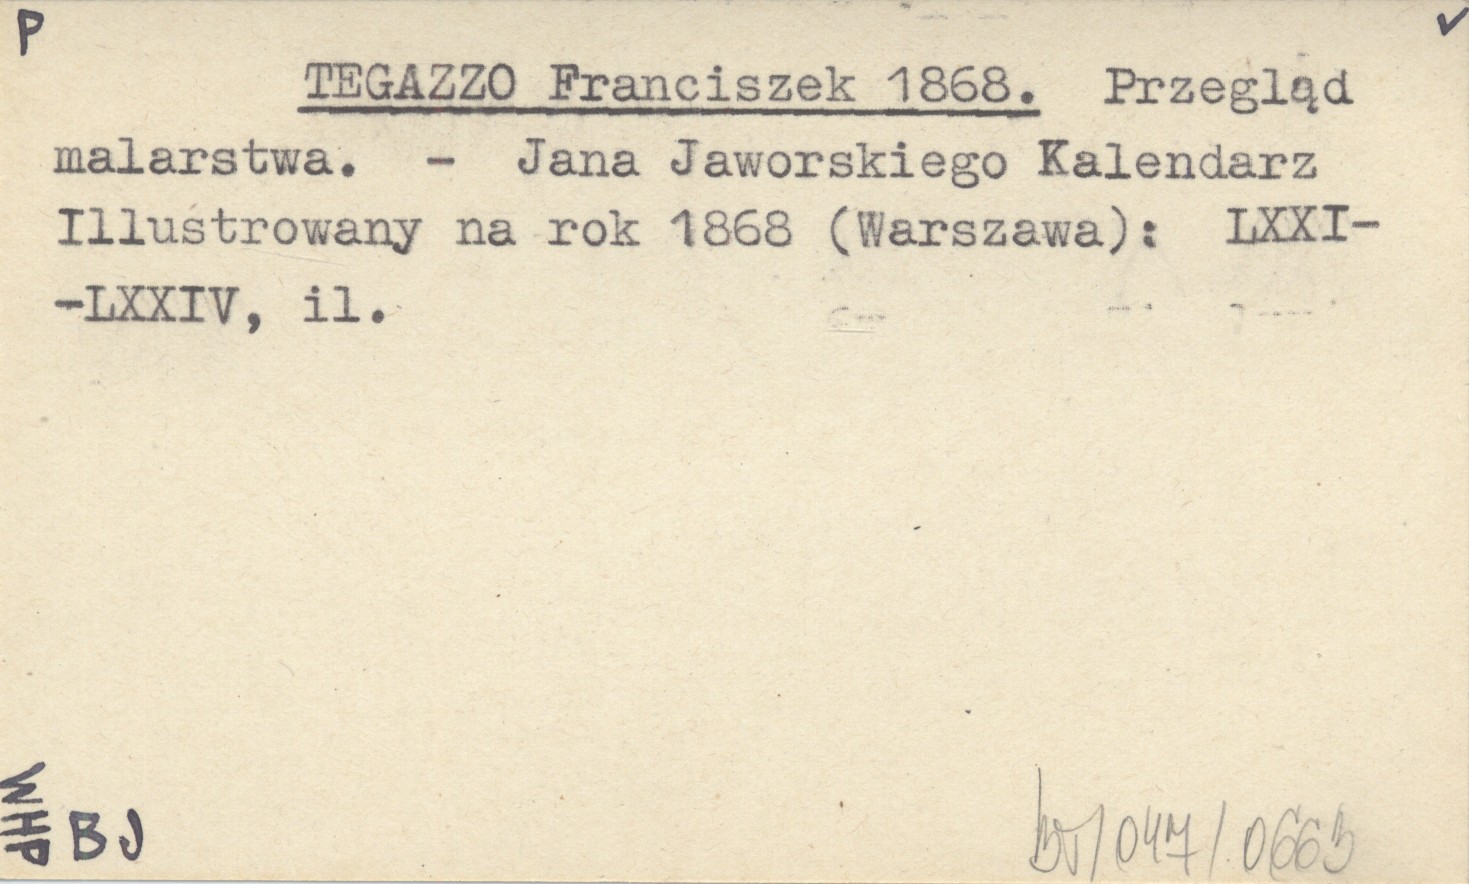 P ✓
TEGAZZO Franciszek 1868. Przegląd
malarstwa. - Jana Jaworskiego Kalendarz
Illustrowany na rok 1868 (Warszawa): LXXI-
-LXXIV, il.
WHP
BJ
/047/0663